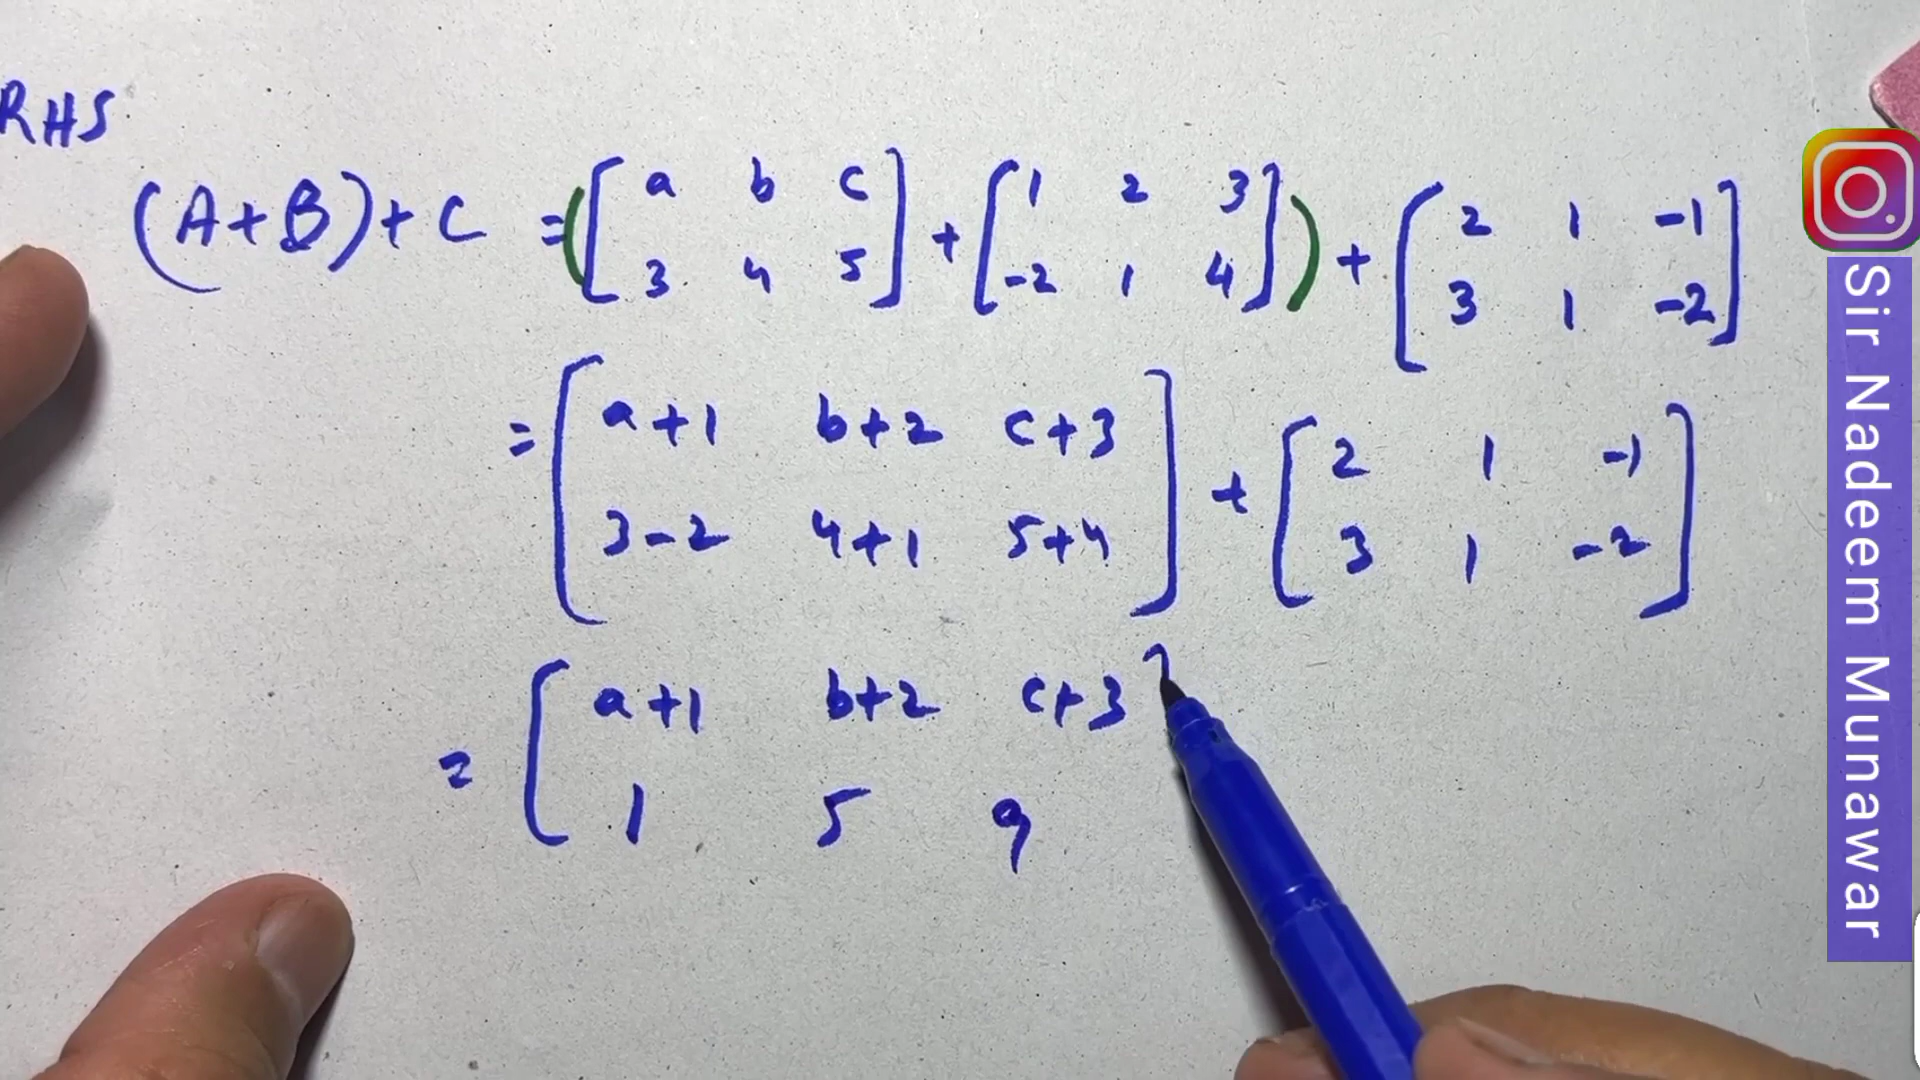 RHS
(A+B)+C = ([a b c] + [1 2 3]) + [2 1 -1]
3 4 5 -2 1 4 3 1 -2
= [a+1 b+2 c+3] + [2 1 -1]
3-2 4+1 5+4 3 1 -2
= [a+1 b+2 c+3]
1 5 9
Sir Nadeem Munawar